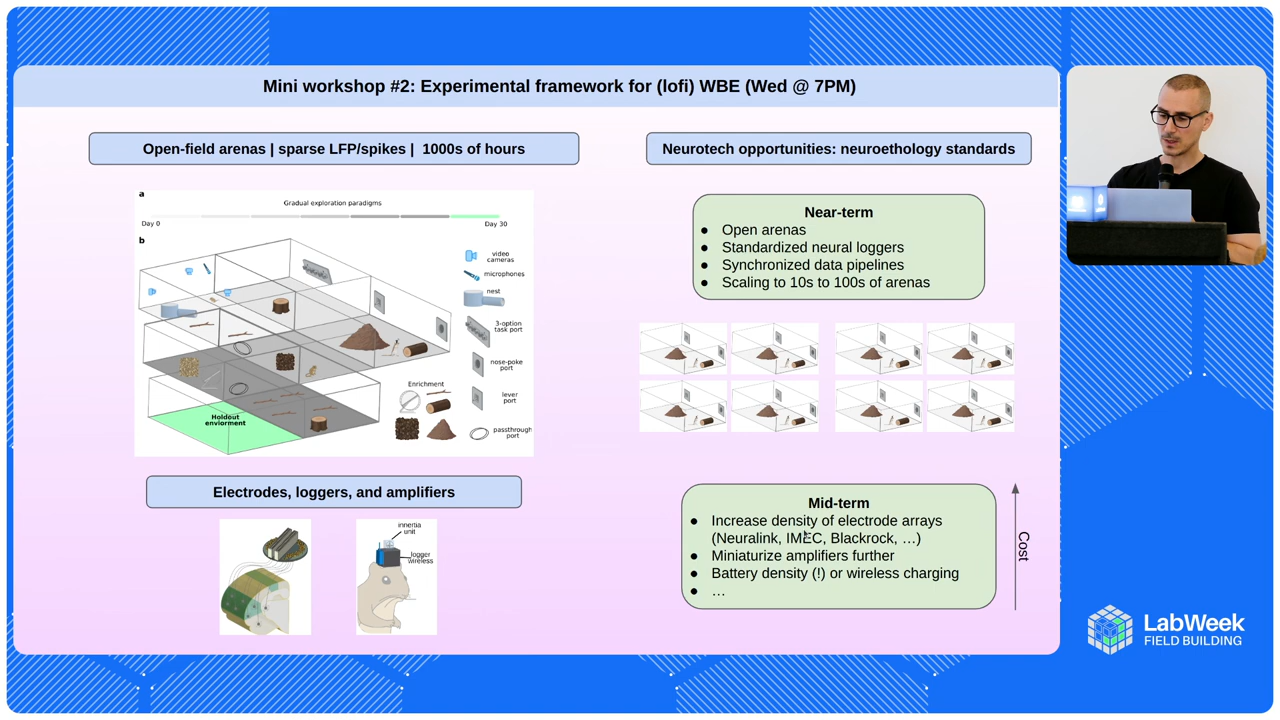 Mini workshop #2: Experimental framework for (lofi) WBE (Wed @ 7PM)
Open-field arenas | sparse LFP/spikes | 1000s of hours
a
Gradual exploration paradigms
Day 0
Day 30
b
video
cameras
microphones
nest
3-option
task port
nose-poke
port
lever
port
passthrough
port
Enrichment
Holdout
enviorment
Electrodes, loggers, and amplifiers
innertia
unit
logger
wireless
Neurotech opportunities: neuroethology standards
Near-term
● Open arenas
● Standardized neural loggers
● Synchronized data pipelines
● Scaling to 10s to 100s of arenas
Mid-term
● Increase density of electrode arrays
(Neuralink, IMEC, Blackrock, …)
● Miniaturize amplifiers further
● Battery density (!) or wireless charging
● …
Cost
LabWeek
FIELD BUILDING